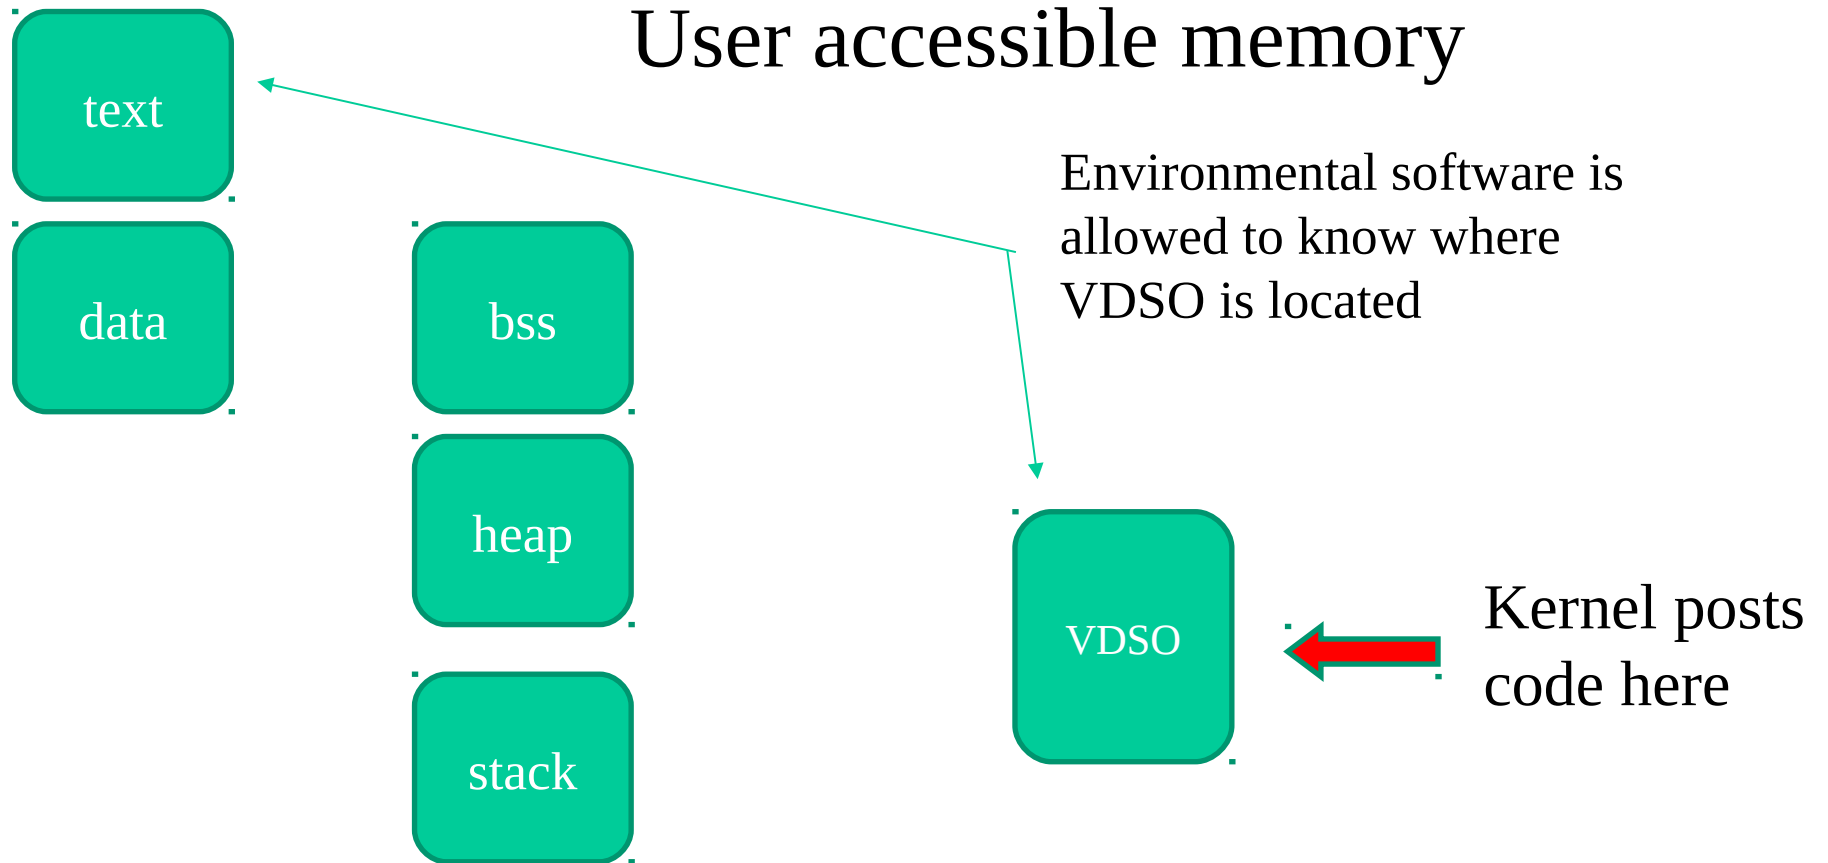 User accessible memory
text
Environmental software is
allowed to know where
VDSO is located
data
bss
heap
VDSO
Kernel posts
code here
stack